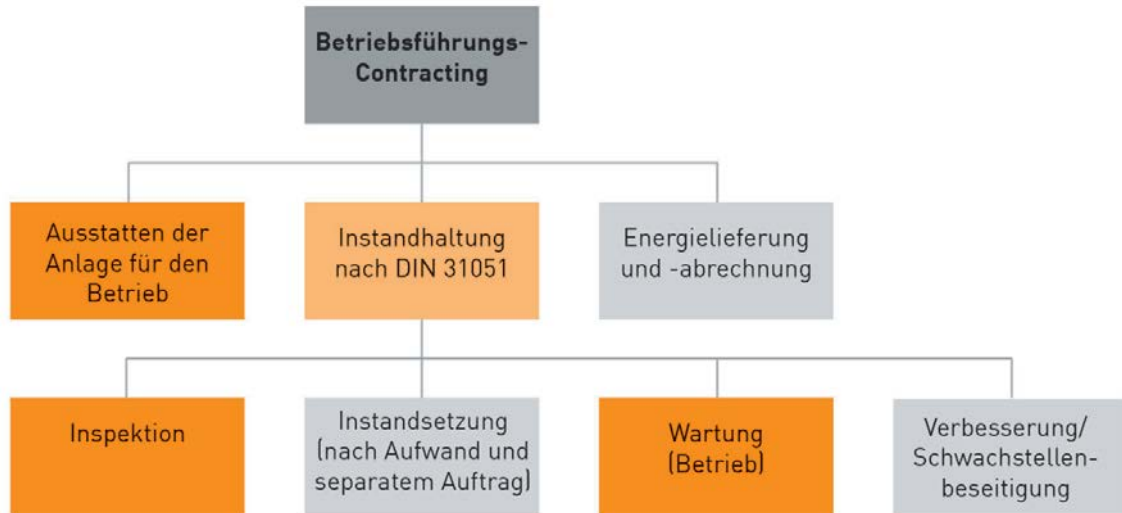 Betriebsführungs-
Contracting
Ausstatten der
Anlage für den
Betrieb
Instandhaltung
nach DIN 31051
Energielieferung
und -abrechnung
Inspektion
Instandsetzung
(nach Aufwand und
separatem Auftrag)
Wartung
(Betrieb)
Verbesserung/
Schwachstellen-
beseitigung